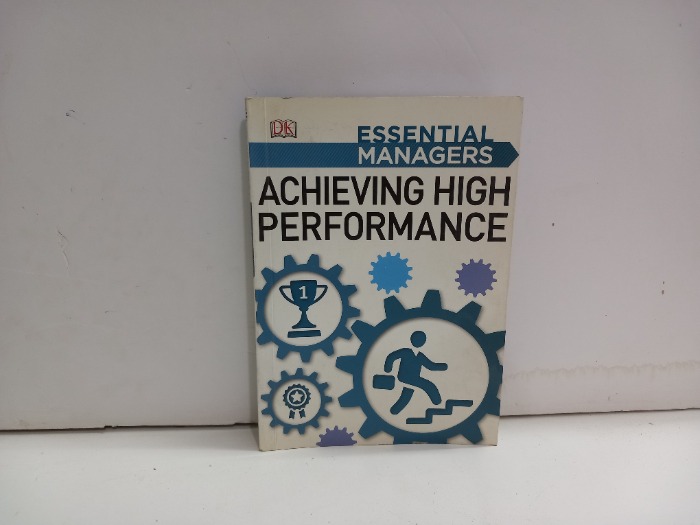 DK
ESSENTIAL
MANAGERS
ACHIEVING HIGH
PERFORMANCE
1